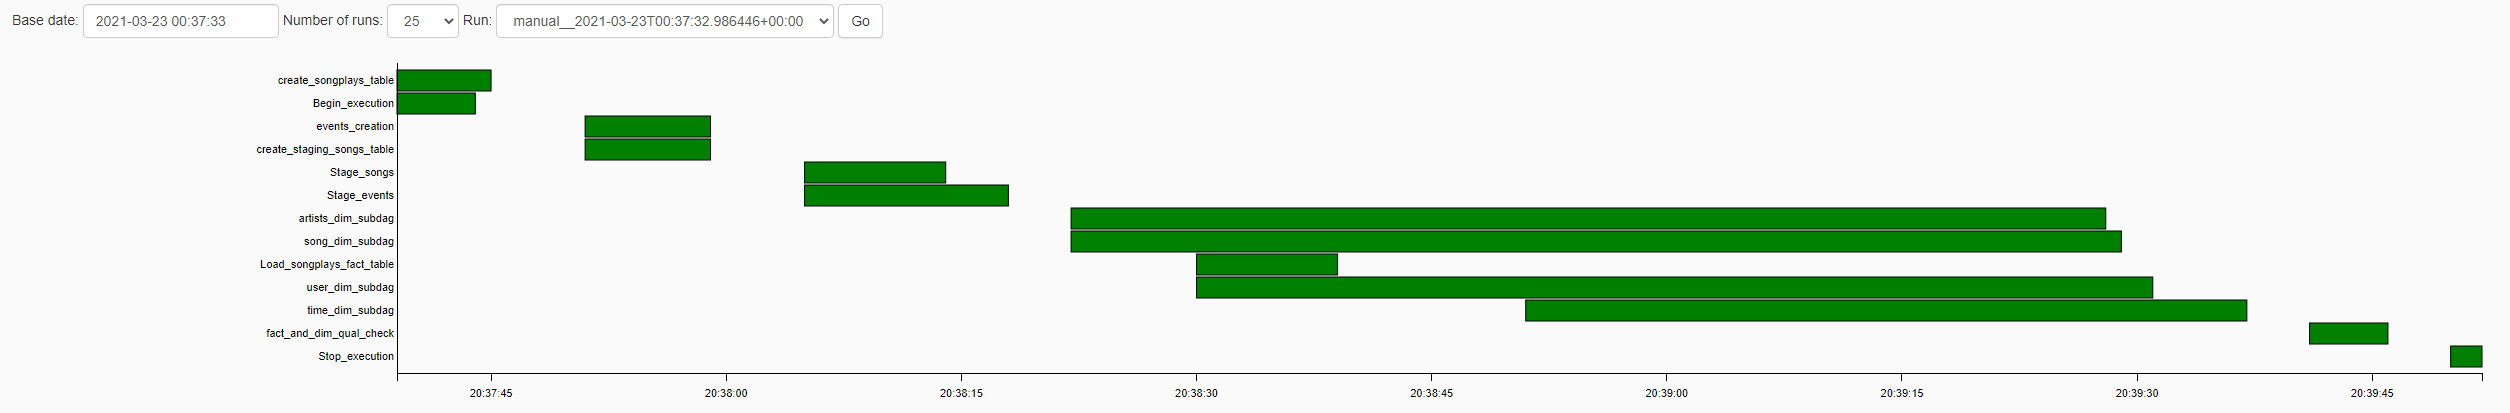 Base date: 2021-03-23 00:37:33 Number of runs: 25 Run: manual__2021-03-23T00:37:32.986446+00:00 Go
create_songplays_table
Begin_execution
events_creation
create_staging_songs_table
Stage_songs
Stage_events
artists_dim_subdag
song_dim_subdag
Load_songplays_fact_table
user_dim_subdag
time_dim_subdag
fact_and_dim_qual_check
Stop_execution
20:37:45 20:38:00 20:38:15 20:38:30 20:38:45 20:39:00 20:39:15 20:39:30 20:39:45